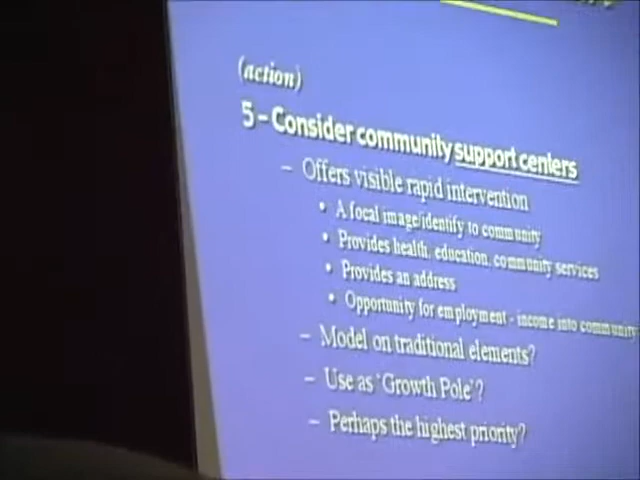 (action)
5 – Consider community support centers
– Offers visible rapid intervention
• A focal image/identify to community
• Provides health, education, community services
• Provides an address
• Opportunity for employment - income into community
– Model on traditional elements?
– Use as 'Growth Pole'?
– Perhaps the highest priority?